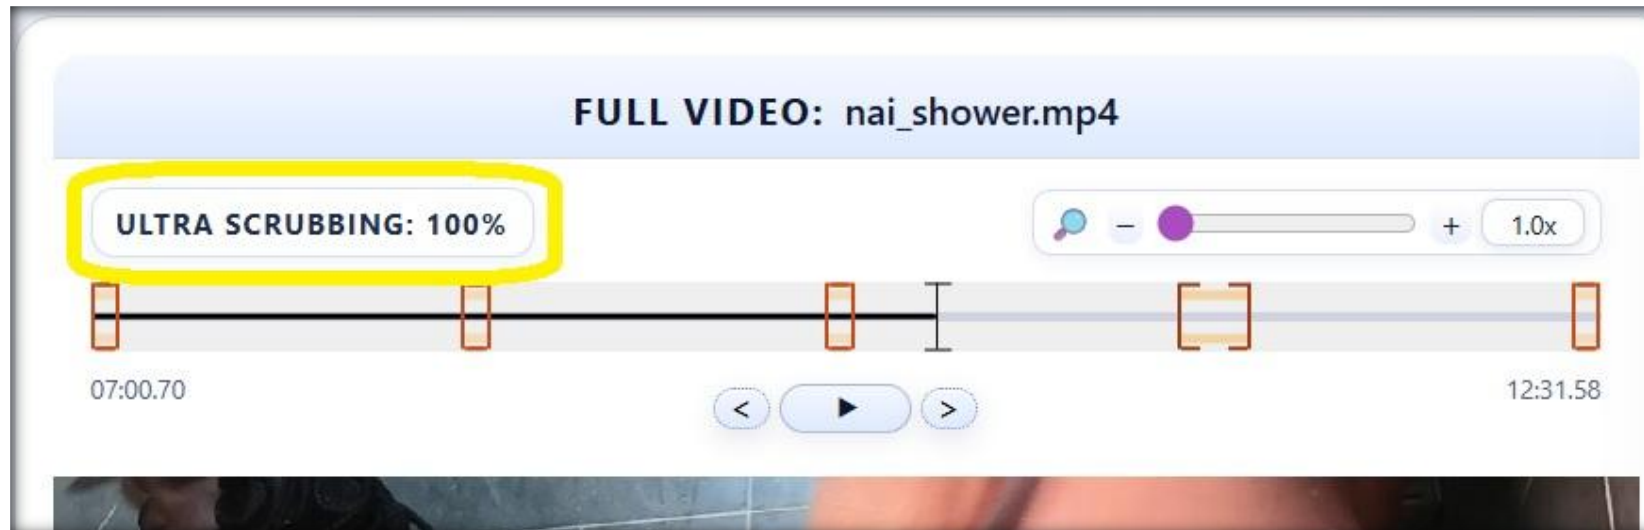 FULL VIDEO: nai_shower.mp4
ULTRA SCRUBBING: 100%
− + 1.0x
07:00.70 12:31.58
< >